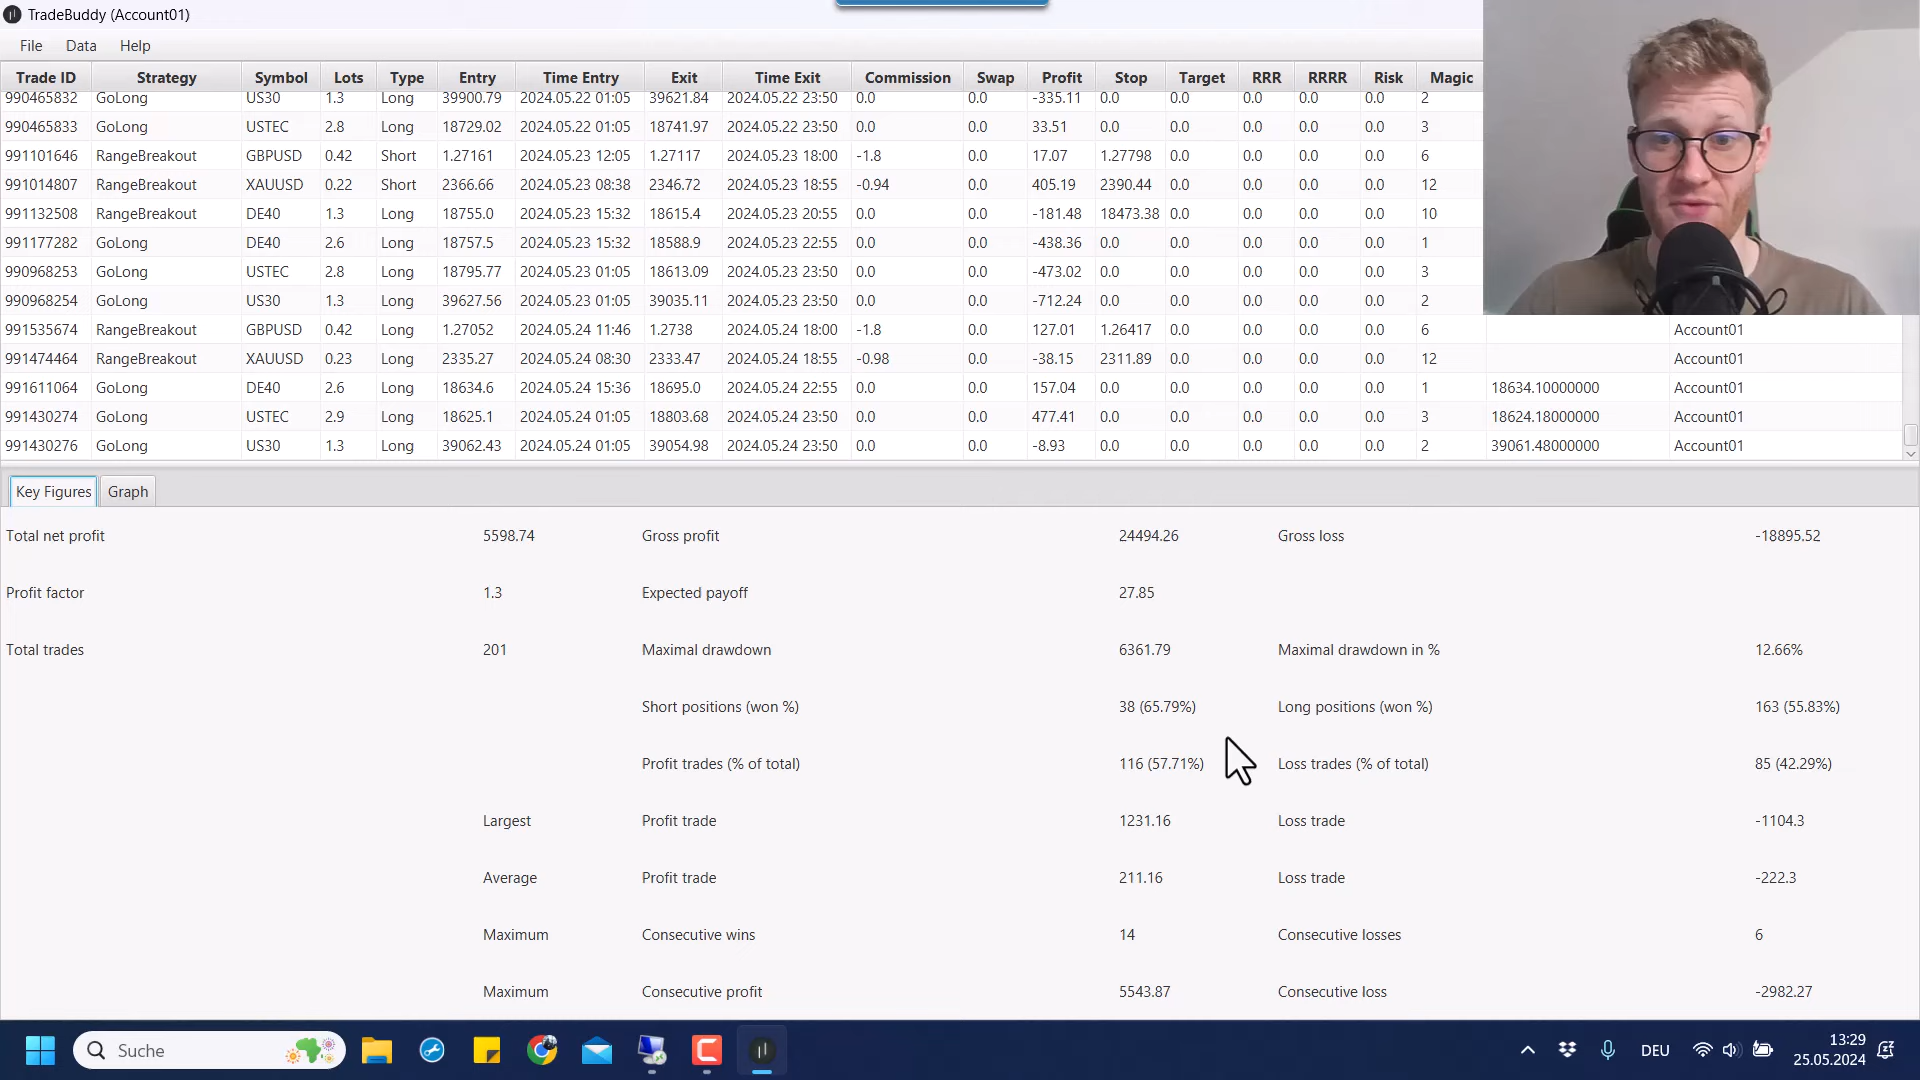 TradeBuddy (Account01)
File Data Help
Trade ID Strategy Symbol Lots Type Entry Time Entry Exit Time Exit Commission Swap Profit Stop Target RRR RRRR Risk Magic
990465832 GoLong US30 1.3 Long 39900.79 2024.05.22 01:05 39621.84 2024.05.22 23:50 0.0 0.0 -335.11 0.0 0.0 0.0 0.0 0.0 2
990465833 GoLong USTEC 2.8 Long 18729.02 2024.05.22 01:05 18741.97 2024.05.22 23:50 0.0 0.0 33.51 0.0 0.0 0.0 0.0 0.0 3
991101646 RangeBreakout GBPUSD 0.42 Short 1.27161 2024.05.23 12:05 1.27117 2024.05.23 18:00 -1.8 0.0 17.07 1.27798 0.0 0.0 0.0 0.0 6
991014807 RangeBreakout XAUUSD 0.22 Short 2366.66 2024.05.23 08:38 2346.72 2024.05.23 18:55 -0.94 0.0 405.19 2390.44 0.0 0.0 0.0 0.0 12
991132508 RangeBreakout DE40 1.3 Long 18755.0 2024.05.23 15:32 18615.4 2024.05.23 20:55 0.0 0.0 -181.48 18473.38 0.0 0.0 0.0 0.0 10
991177282 GoLong DE40 2.6 Long 18757.5 2024.05.23 15:32 18588.9 2024.05.23 22:55 0.0 0.0 -438.36 0.0 0.0 0.0 0.0 0.0 1
990968253 GoLong USTEC 2.8 Long 18795.77 2024.05.23 01:05 18613.09 2024.05.23 23:50 0.0 0.0 -473.02 0.0 0.0 0.0 0.0 0.0 3
990968254 GoLong US30 1.3 Long 39627.56 2024.05.23 01:05 39035.11 2024.05.23 23:50 0.0 0.0 -712.24 0.0 0.0 0.0 0.0 0.0 2
991535674 RangeBreakout GBPUSD 0.42 Long 1.27052 2024.05.24 11:46 1.2738 2024.05.24 18:00 -1.8 0.0 127.01 1.26417 0.0 0.0 0.0 0.0 6 Account01
991474464 RangeBreakout XAUUSD 0.23 Long 2335.27 2024.05.24 08:30 2333.47 2024.05.24 18:55 -0.98 0.0 -38.15 2311.89 0.0 0.0 0.0 0.0 12 Account01
991611064 GoLong DE40 2.6 Long 18634.6 2024.05.24 15:36 18695.0 2024.05.24 22:55 0.0 0.0 157.04 0.0 0.0 0.0 0.0 0.0 1 18634.10000000 Account01
991430274 GoLong USTEC 2.9 Long 18625.1 2024.05.24 01:05 18803.68 2024.05.24 23:50 0.0 0.0 477.41 0.0 0.0 0.0 0.0 0.0 3 18624.18000000 Account01
991430276 GoLong US30 1.3 Long 39062.43 2024.05.24 01:05 39054.98 2024.05.24 23:50 0.0 0.0 -8.93 0.0 0.0 0.0 0.0 0.0 2 39061.48000000 Account01
Key Figures Graph
Total net profit 5598.74 Gross profit 24494.26 Gross loss -18895.52
Profit factor 1.3 Expected payoff 27.85
Total trades 201 Maximal drawdown 6361.79 Maximal drawdown in % 12.66%
Short positions (won %) 38 (65.79%) Long positions (won %) 163 (55.83%)
Profit trades (% of total) 116 (57.71%) Loss trades (% of total) 85 (42.29%)
Largest Profit trade 1231.16 Loss trade -1104.3
Average Profit trade 211.16 Loss trade -222.3
Maximum Consecutive wins 14 Consecutive losses 6
Maximum Consecutive profit 5543.87 Consecutive loss -2982.27
Suche DEU 13:29
25.05.2024